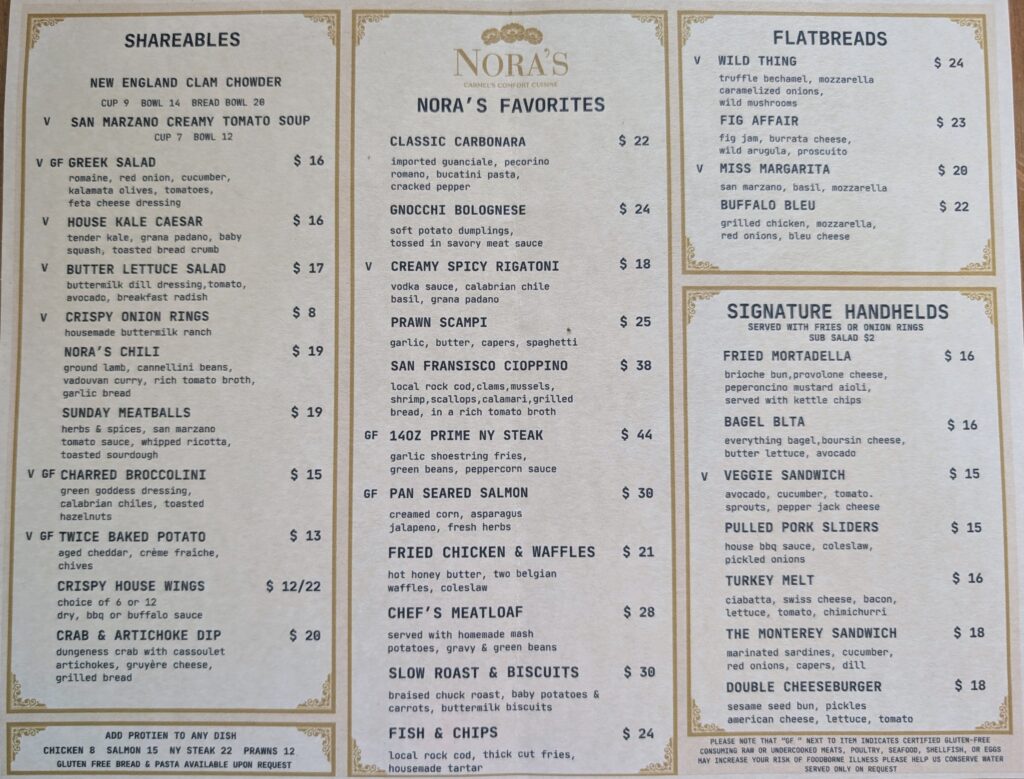 SHAREABLES
NEW ENGLAND CLAM CHOWDER
CUP 9 BOWL 14 BREAD BOWL 20
V SAN MARZANO CREAMY TOMATO SOUP
CUP 7 BOWL 12
V GF GREEK SALAD $ 16
romaine, red onion, cucumber,
kalamata olives, tomatoes,
feta cheese dressing
V HOUSE KALE CAESAR $ 16
tender kale, grana padano, baby
squash, toasted bread crumb
V BUTTER LETTUCE SALAD $ 17
buttermilk dill dressing,tomato,
avocado, breakfast radish
V CRISPY ONION RINGS $ 8
housemade buttermilk ranch
NORA'S CHILI $ 19
ground lamb, cannellini beans,
vadouvan curry, rich tomato broth,
garlic bread
SUNDAY MEATBALLS $ 19
herbs & spices, san marzano
tomato sauce, whipped ricotta,
toasted sourdough
V GF CHARRED BROCCOLINI $ 15
green goddess dressing,
calabrian chiles, toasted
hazelnuts
V GF TWICE BAKED POTATO $ 13
aged cheddar, crème fraiche,
chives
CRISPY HOUSE WINGS $ 12/22
choice of 6 or 12
dry, bbq or buffalo sauce
CRAB & ARTICHOKE DIP $ 20
dungeness crab with cassoulet
artichokes, gruyère cheese,
grilled bread
ADD PROTIEN TO ANY DISH
CHICKEN 8 SALMON 15 NY STEAK 22 PRAWNS 12
GLUTEN FREE BREAD & PASTA AVAILABLE UPON REQUEST
NORA'S
CARMEL'S COMFORT CUISINE
NORA'S FAVORITES
CLASSIC CARBONARA $ 22
imported guanciale, pecorino
romano, bucatini pasta,
cracked pepper
GNOCCHI BOLOGNESE $ 24
soft potato dumplings,
tossed in savory meat sauce
V CREAMY SPICY RIGATONI $ 18
vodka sauce, calabrian chile
basil, grana padano
PRAWN SCAMPI $ 25
garlic, butter, capers, spaghetti
SAN FRANSISCO CIOPPINO $ 38
local rock cod,clams,mussels,
shrimp,scallops,calamari,grilled
bread, in a rich tomato broth
GF 14OZ PRIME NY STEAK $ 44
garlic shoestring fries,
green beans, peppercorn sauce
GF PAN SEARED SALMON $ 30
creamed corn, asparagus
jalapeno, fresh herbs
FRIED CHICKEN & WAFFLES $ 21
hot honey butter, two belgian
waffles, coleslaw
CHEF'S MEATLOAF $ 28
served with homemade mash
potatoes, gravy & green beans
SLOW ROAST & BISCUITS $ 30
braised chuck roast, baby potatoes &
carrots, buttermilk biscuits
FISH & CHIPS $ 24
local rock cod, thick cut fries,
housemade tartar
FLATBREADS
V WILD THING $ 24
truffle bechamel, mozzarella
caramelized onions,
wild mushrooms
FIG AFFAIR $ 23
fig jam, burrata cheese,
wild arugula, proscuito
V MISS MARGARITA $ 20
san marzano, basil, mozzarella
BUFFALO BLEU $ 22
grilled chicken, mozzarella,
red onions, bleu cheese
SIGNATURE HANDHELDS
SERVED WITH FRIES OR ONION RINGS
SUB SALAD $2
FRIED MORTADELLA $ 16
brioche bun,provolone cheese,
peperoncino mustard aioli,
served with kettle chips
BAGEL BLTA $ 16
everything bagel,boursin cheese,
butter lettuce, avocado
V VEGGIE SANDWICH $ 15
avocado, cucumber, tomato.
sprouts, pepper jack cheese
PULLED PORK SLIDERS $ 15
house bbq sauce, coleslaw,
pickled onions
TURKEY MELT $ 16
ciabatta, swiss cheese, bacon,
lettuce, tomato, chimichurri
THE MONTEREY SANDWICH $ 18
marinated sardines, cucumber,
red onions, capers, dill
DOUBLE CHEESEBURGER $ 18
sesame seed bun, pickles
american cheese, lettuce, tomato
PLEASE NOTE THAT "GF " NEXT TO ITEM INDICATES CERTIFIED GLUTEN-FREE
CONSUMING RAW OR UNDERCOOKED MEATS, POULTRY, SEAFOOD, SHELLFISH, OR EGGS
MAY INCREASE YOUR RISK OF FOODBORNE ILLNESS PLEASE HELP US CONSERVE WATER
SERVED ONLY ON REQUEST